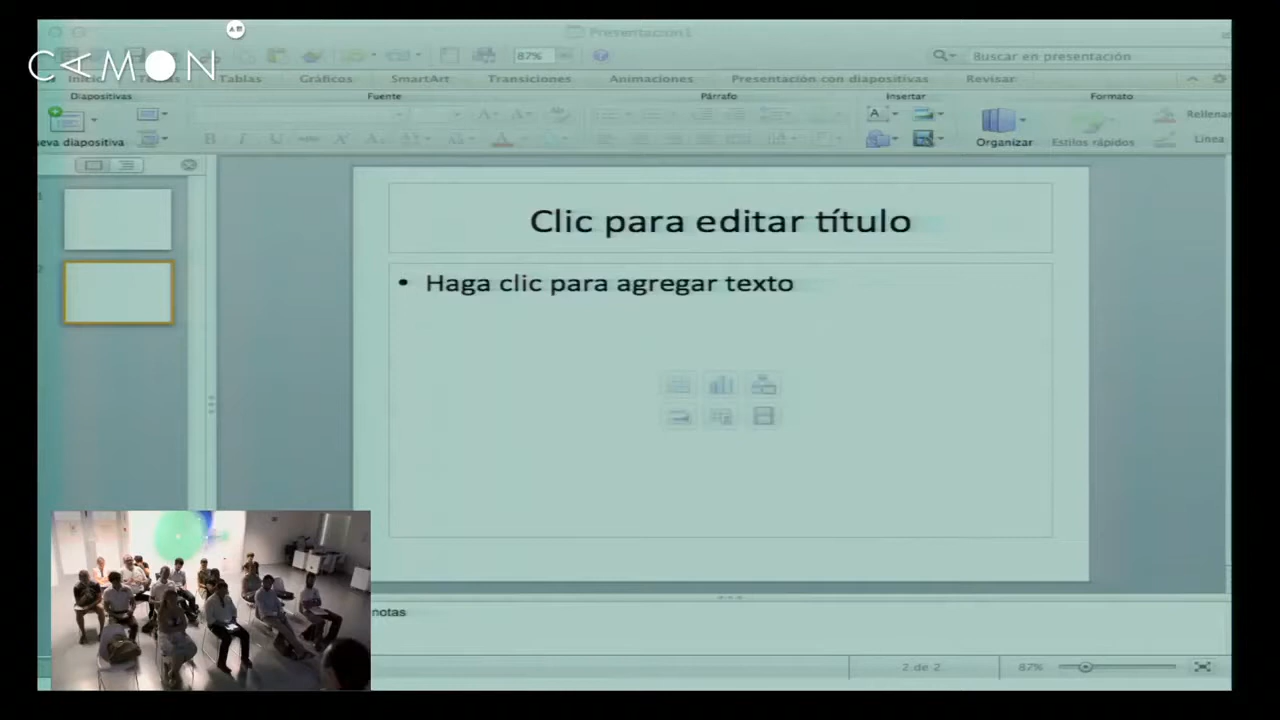 CAMON
Presentación1
87%
Buscar en presentación
Tablas
Gráficos
SmartArt
Transiciones
Animaciones
Presentación con diapositivas
Revisar
Diapositivas
Fuente
Párrafo
Insertar
Formato
A
Rellenar
eva diapositiva
N I U
Organizar
Estilos rápidos
Línea
1
Clic para editar título
2
• Haga clic para agregar texto
notas
2 de 2
87%